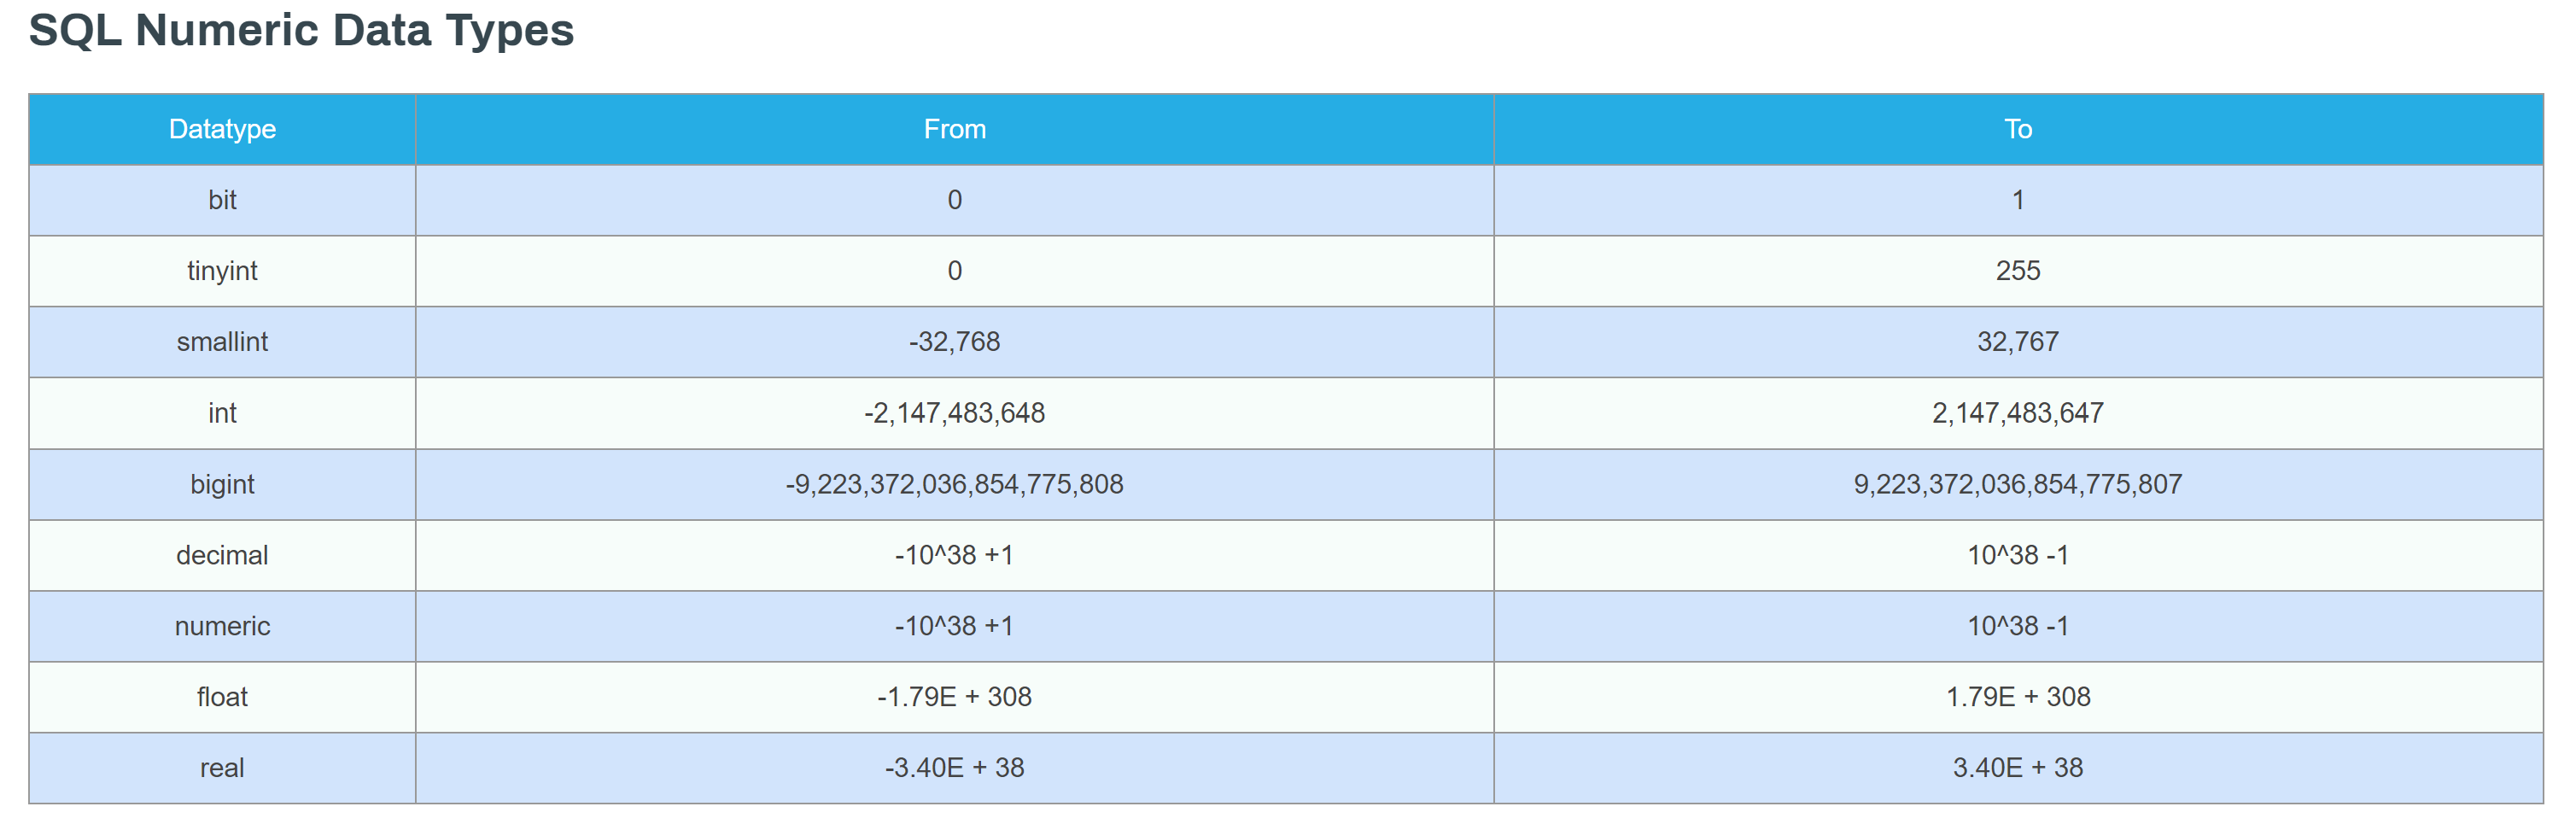 SQL Numeric Data Types
Datatype From To
bit 0 1
tinyint 0 255
smallint -32,768 32,767
int -2,147,483,648 2,147,483,647
bigint -9,223,372,036,854,775,808 9,223,372,036,854,775,807
decimal -10^38 +1 10^38 -1
numeric -10^38 +1 10^38 -1
float -1.79E + 308 1.79E + 308
real -3.40E + 38 3.40E + 38